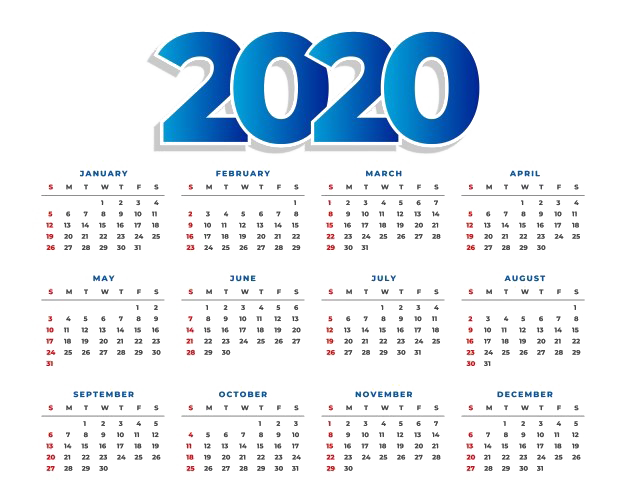 2020
JANUARY
S M T W T F S
1 2 3 4
5 6 7 8 9 10 11
12 13 14 15 16 17 18
19 20 21 22 23 24 25
26 27 28 29 30 31
FEBRUARY
S M T W T F S
1
2 3 4 5 6 7 8
9 10 11 12 13 14 15
16 17 18 19 20 21 22
23 24 25 26 27 28 29
MARCH
S M T W T F S
1 2 3 4 5 6 7
8 9 10 11 12 13 14
15 16 17 18 19 20 21
22 23 24 25 26 27 28
29 30 31
APRIL
S M T W T F S
1 2 3 4
5 6 7 8 9 10 11
12 13 14 15 16 17 18
19 20 21 22 23 24 25
26 27 28 29 30
MAY
S M T W T F S
1 2
3 4 5 6 7 8 9
10 11 12 13 14 15 16
17 18 19 20 21 22 23
24 25 26 27 28 29 30
31
JUNE
S M T W T F S
1 2 3 4 5 6
7 8 9 10 11 12 13
14 15 16 17 18 19 20
21 22 23 24 25 26 27
28 29 30
JULY
S M T W T F S
1 2 3 4
5 6 7 8 9 10 11
12 13 14 15 16 17 18
19 20 21 22 23 24 25
26 27 28 29 30 31
AUGUST
S M T W T F S
1
2 3 4 5 6 7 8
9 10 11 12 13 14 15
16 17 18 19 20 21 22
23 24 25 26 27 28 29
30 31
SEPTEMBER
S M T W T F S
1 2 3 4 5
6 7 8 9 10 11 12
13 14 15 16 17 18 19
20 21 22 23 24 25 26
27 28 29 30
OCTOBER
S M T W T F S
1 2 3
4 5 6 7 8 9 10
11 12 13 14 15 16 17
18 19 20 21 22 23 24
25 26 27 28 29 30 31
NOVEMBER
S M T W T F S
1 2 3 4 5 6 7
8 9 10 11 12 13 14
15 16 17 18 19 20 21
22 23 24 25 26 27 28
29 30
DECEMBER
S M T W T F S
1 2 3 4 5
6 7 8 9 10 11 12
13 14 15 16 17 18 19
20 21 22 23 24 25 26
27 28 29 30 31